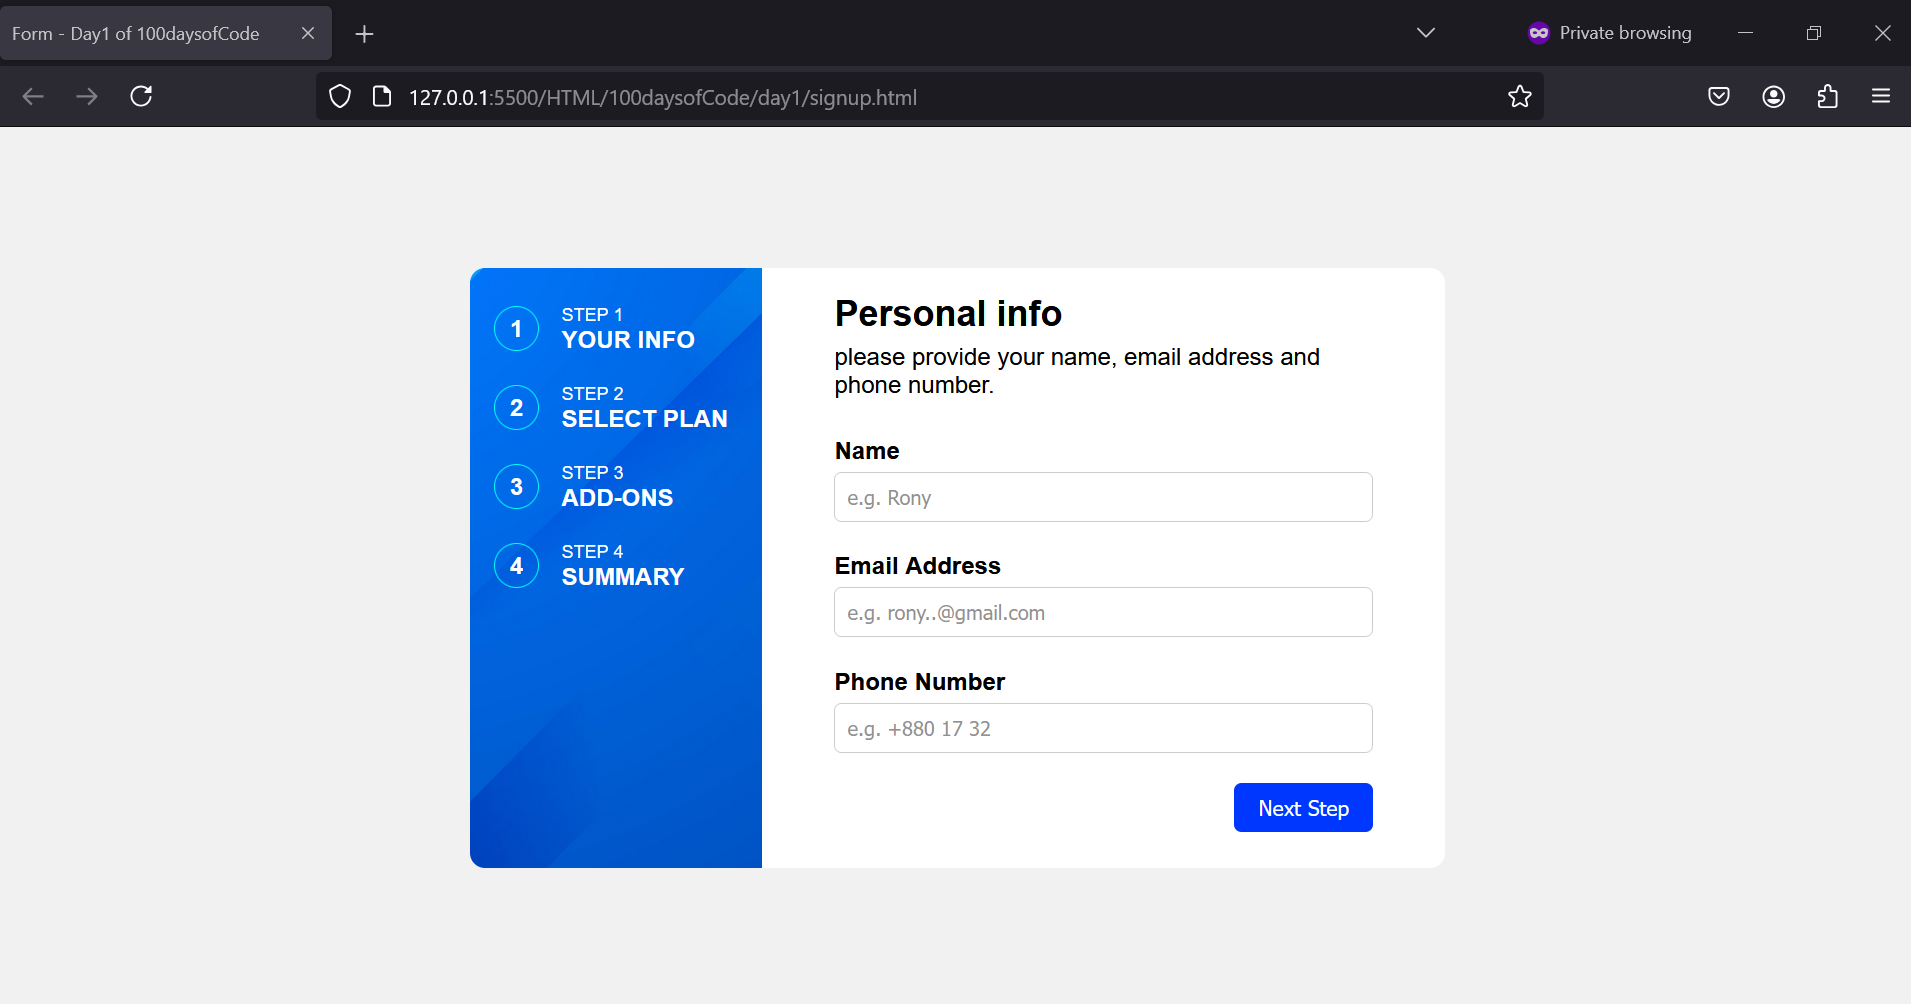 Form - Day1 of 100daysofCode
Private browsing
127.0.0.1:5500/HTML/100daysofCode/day1/signup.html
1
STEP 1
YOUR INFO
2
STEP 2
SELECT PLAN
3
STEP 3
ADD-ONS
4
STEP 4
SUMMARY
Personal info
please provide your name, email address and
phone number.
Name
e.g. Rony
Email Address
e.g. rony..@gmail.com
Phone Number
e.g. +880 17 32
Next Step